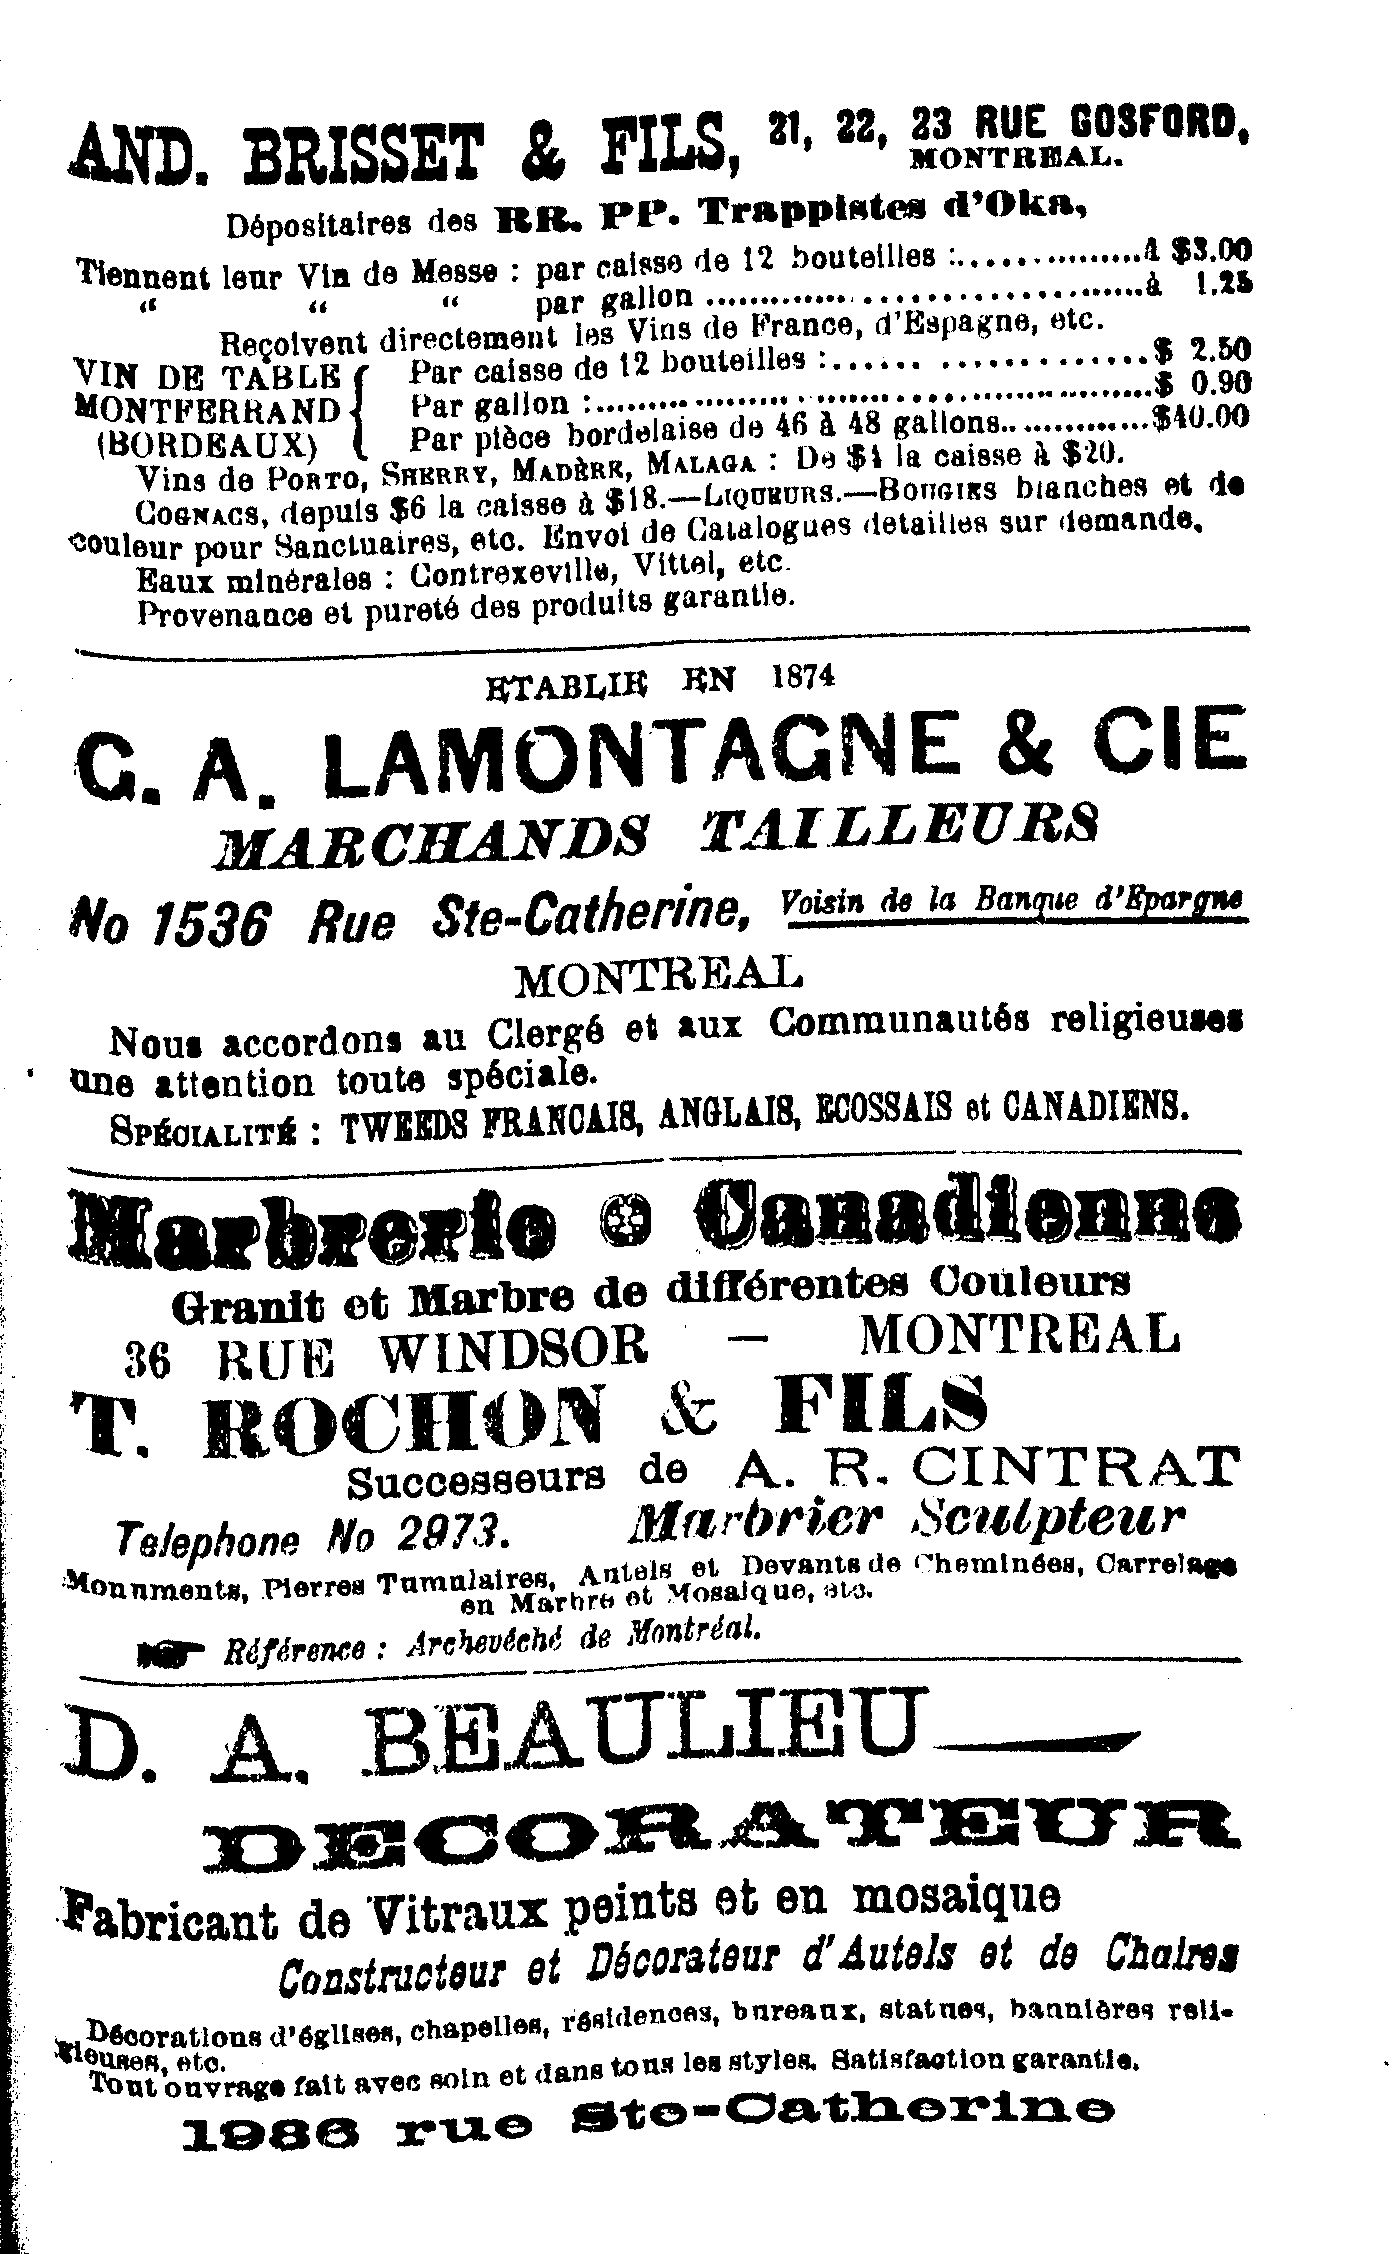 AND. BRISSET & FILS, 21, 22, 23 RUE GOSFORD,
MONTREAL.
Dépositaires des RR. PP. Trappistes d'Oka,
Tiennent leur Vin de Messe : par caisse de 12 bouteilles :................à $3.00
“ “ “ par gallon ................................à 1.25
Reçoivent directement les Vins de France, d'Espagne, etc.
VIN DE TABLE { Par caisse de 12 bouteilles :..................$ 2.50
MONTFERRAND { Par gallon :................................$ 0.90
(BORDEAUX) { Par pièce bordelaise de 46 à 48 gallons..............$40.00
Vins de PORTO, SHERRY, MADÈRE, MALAGA : De $4 la caisse à $20.
COGNACS, depuis $6 la caisse à $18.—LIQUEURS.—BOUGIES blanches et de
couleur pour Sanctuaires, etc. Envoi de Catalogues detailles sur demande.
Eaux minérales : Contrexeville, Vittel, etc.
Provenance et pureté des produits garantie.
ETABLIE EN 1874
C. A. LAMONTAGNE & CIE
MARCHANDS TAILLEURS
No 1536 Rue Ste-Catherine, Voisin de la Banque d'Epargne
MONTREAL
Nous accordons au Clergé et aux Communautés religieuses
une attention toute spéciale.
SPÉCIALITÉ : TWEEDS FRANCAIS, ANGLAIS, ECOSSAIS et CANADIENS.
Marbrerie Canadienne
Granit et Marbre de différentes Couleurs
36 RUE WINDSOR — MONTREAL
T. ROCHON & FILS
Successeurs de A. R. CINTRAT
Telephone No 2973. Marbrier Sculpteur
Monuments, Pierres Tumulaires, Autels et Devants de Cheminées, Carrelage
en Marbre et Mosaique, etc.
☛ Référence : Archevéché de Montréal.
D. A. BEAULIEU
DECORATEUR
Fabricant de Vitraux peints et en mosaique
Constructeur et Décorateur d'Autels et de Chaires
Décorations d'églises, chapelles, résidences, bureaux, statues, bannières reli-
gieuses, etc.
Tout ouvrage fait avec soin et dans tous les styles. Satisfaction garantie.
1986 rue Ste-Catherine